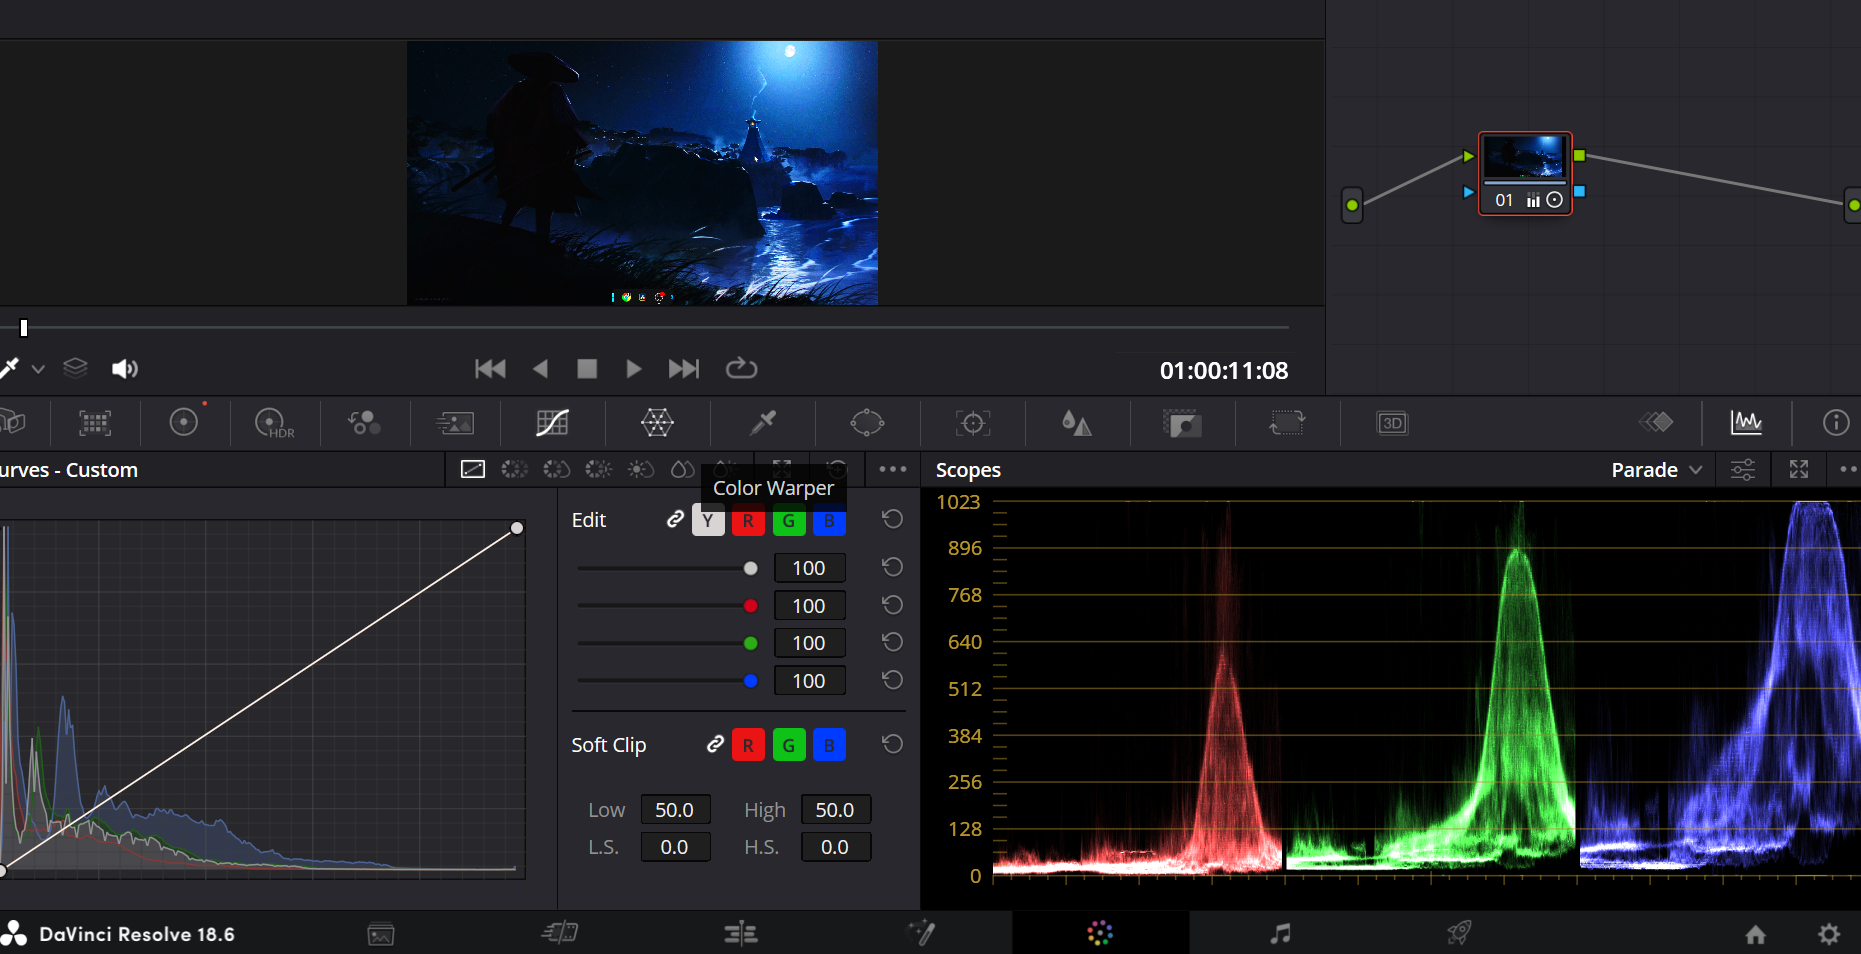 01
01:00:11:08
HDR
3D
urves - Custom
Scopes
Parade
Color Warper
Edit
Y
R
G
B
100
100
100
100
Soft Clip
R
G
B
Low
50.0
High
50.0
L.S.
0.0
H.S.
0.0
1023
896
768
640
512
384
256
128
0
DaVinci Resolve 18.6